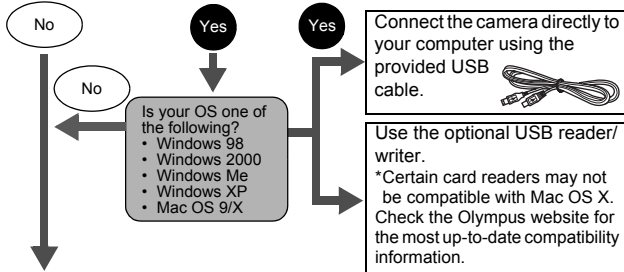 No
Yes
Yes
No
Is your OS one of
the following?
• Windows 98
• Windows 2000
• Windows Me
• Windows XP
• Mac OS 9/X
Connect the camera directly to
your computer using the
provided USB
cable.
Use the optional USB reader/
writer.
*Certain card readers may not
be compatible with Mac OS X.
Check the Olympus website for
the most up-to-date compatibility
information.